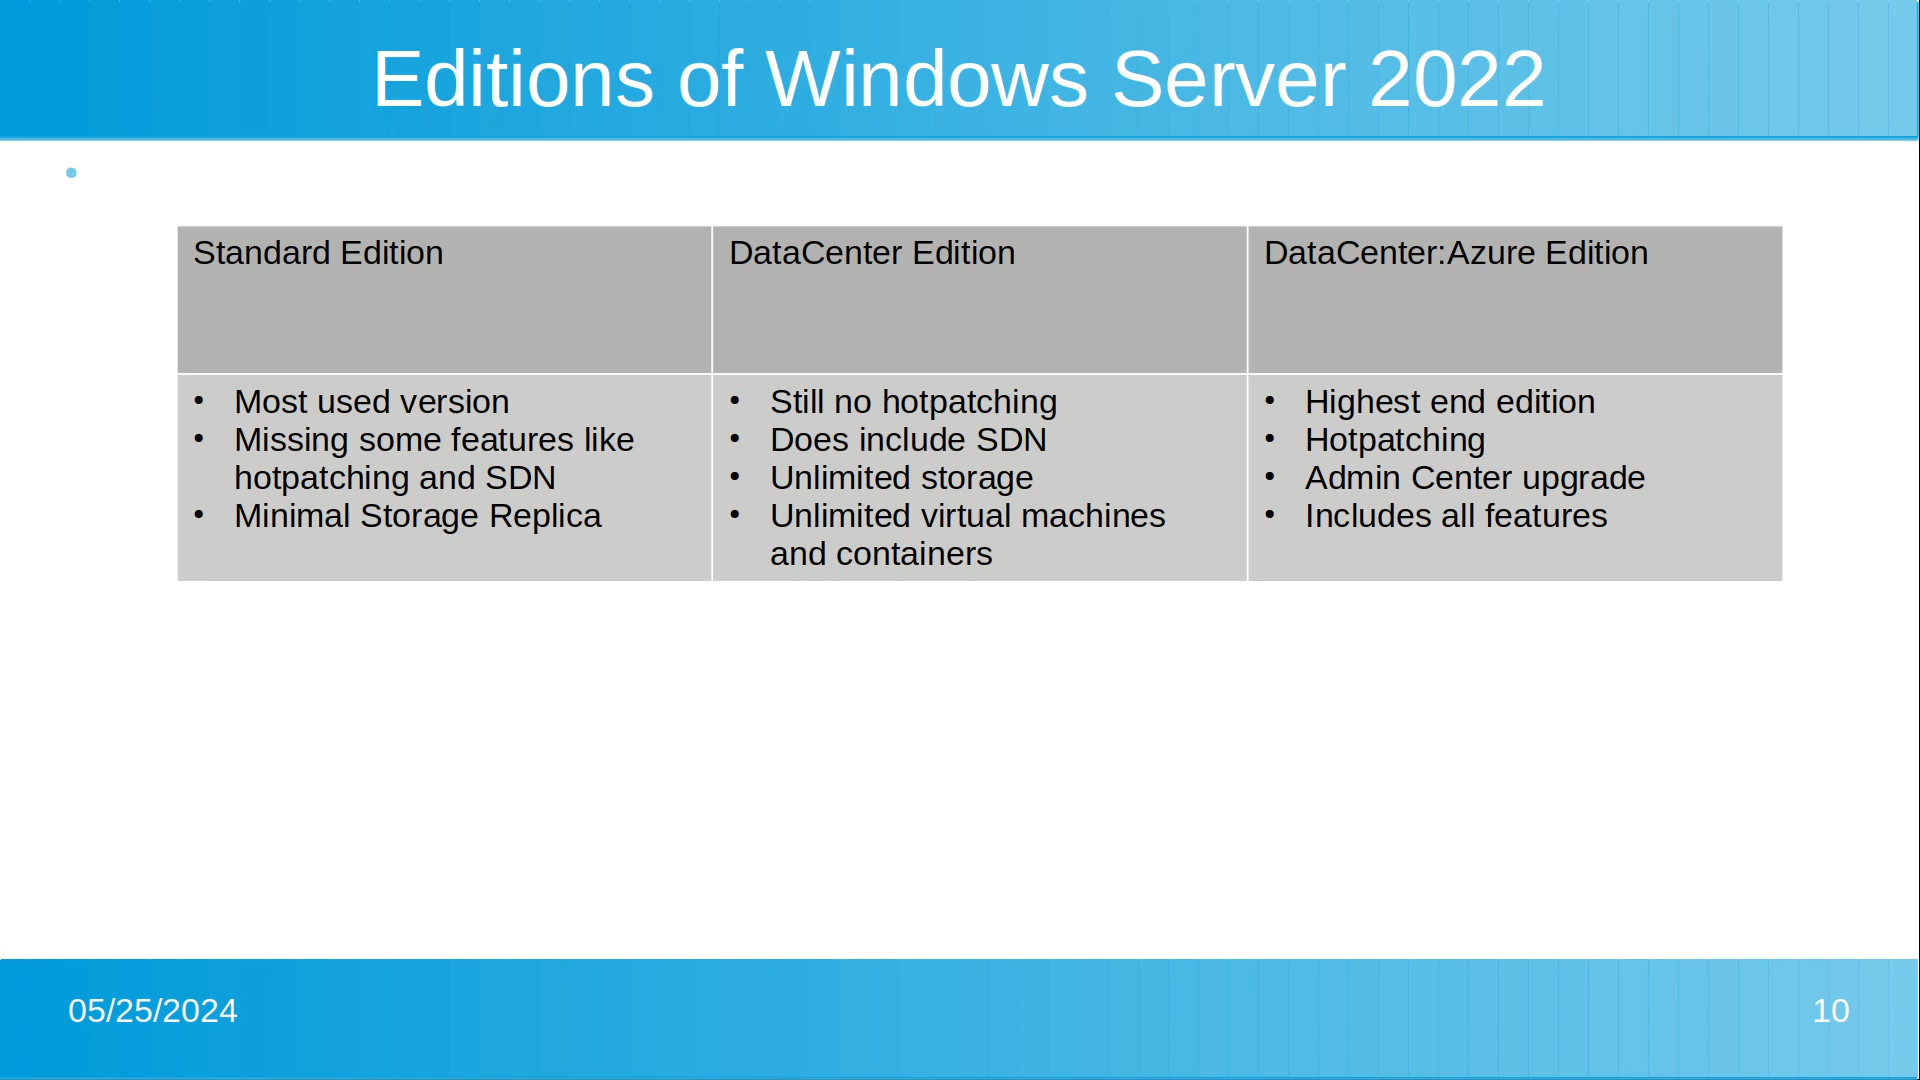 Editions of Windows Server 2022
•
Standard Edition
DataCenter Edition
DataCenter:Azure Edition
• Most used version
• Missing some features like
hotpatching and SDN
• Minimal Storage Replica
• Still no hotpatching
• Does include SDN
• Unlimited storage
• Unlimited virtual machines
and containers
• Highest end edition
• Hotpatching
• Admin Center upgrade
• Includes all features
05/25/2024
10